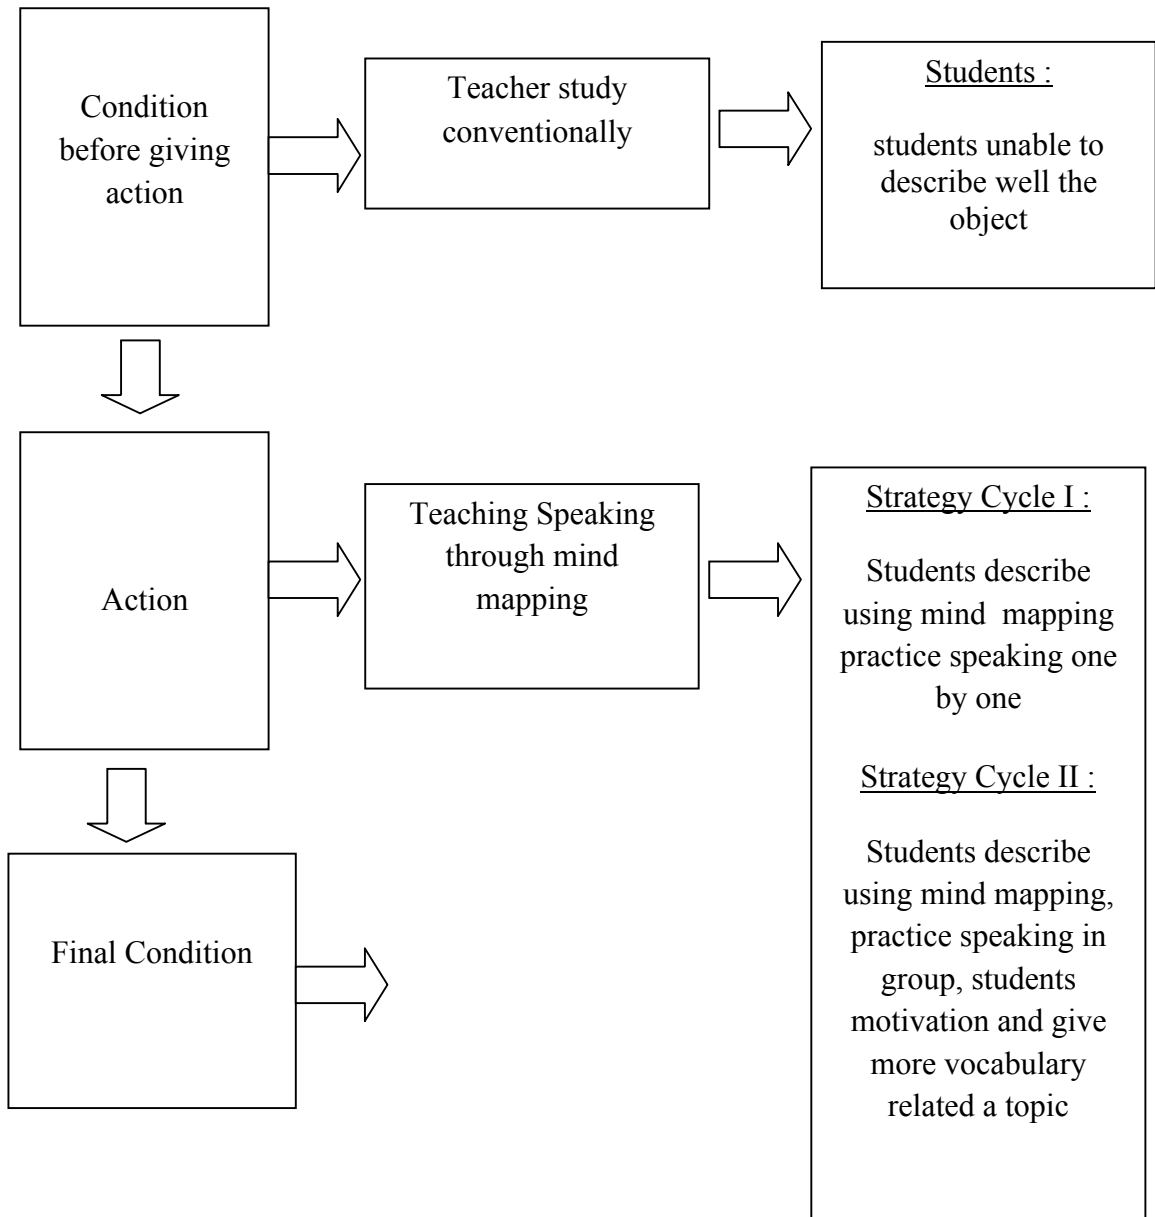 Condition
before giving
action
Teacher study
conventionally
Students :
students unable to
describe well the
object
Action
Teaching Speaking
through mind
mapping
Strategy Cycle I :
Students describe
using mind  mapping
practice speaking one
by one
Strategy Cycle II :
Students describe
using mind mapping,
practice speaking in
group, students
motivation and give
more vocabulary
related a topic
Final Condition